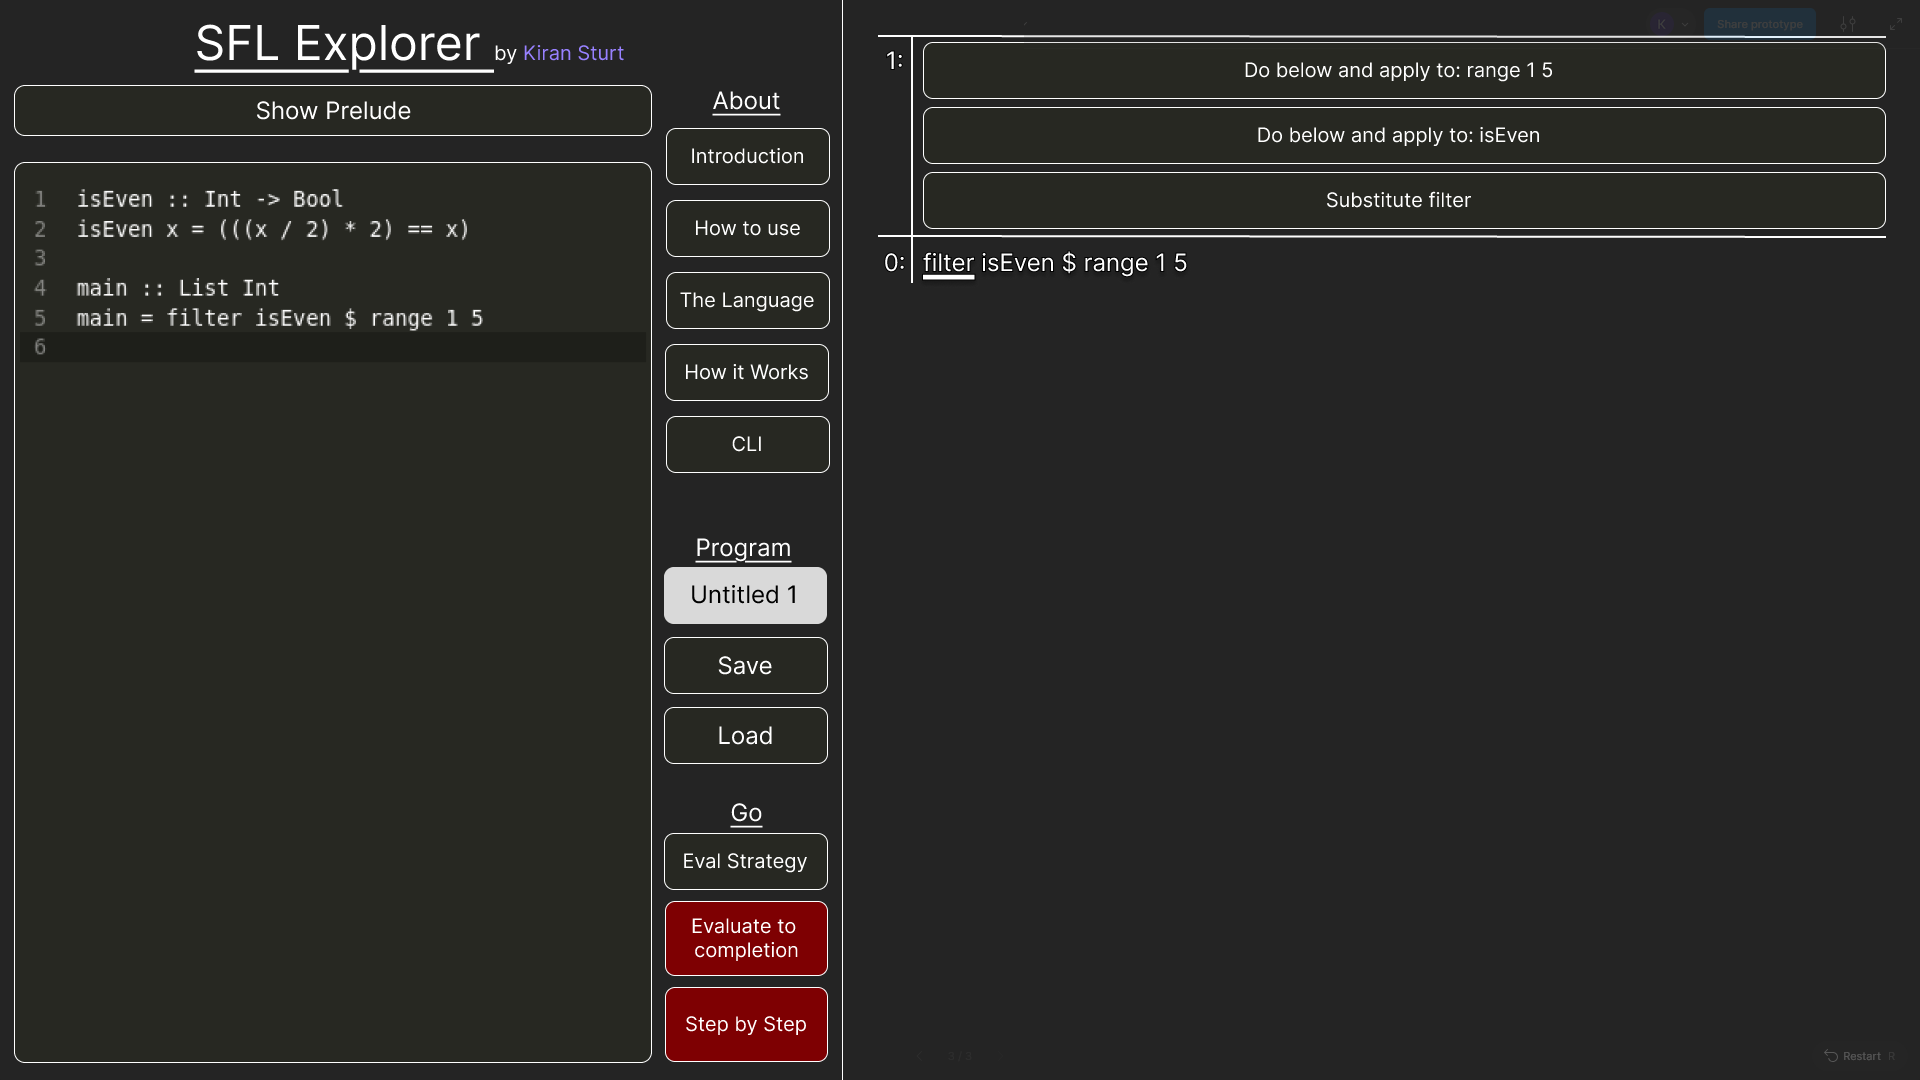 SFL Explorer by Kiran Sturt
Show Prelude
1 isEven :: Int -> Bool
2 isEven x = (((x / 2) * 2) == x)
3
4 main :: List Int
5 main = filter isEven $ range 1 5
6
About
Introduction
How to use
The Language
How it Works
CLI
Program
Untitled 1
Save
Load
Go
Eval Strategy
Evaluate to
completion
Step by Step
K
Share prototype
1:
Do below and apply to: range 1 5
Do below and apply to: isEven
Substitute filter
0: filter isEven $ range 1 5
Restart R